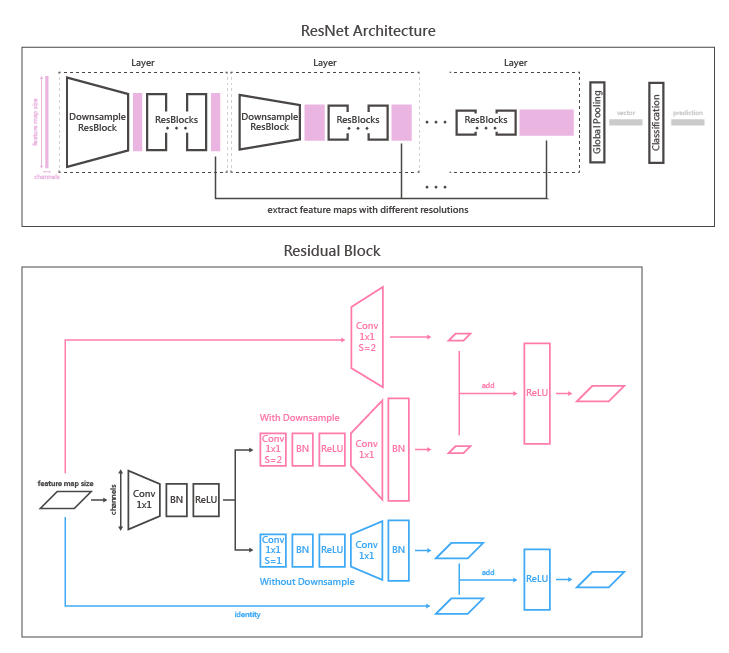 ResNet Architecture
Layer
Layer
Layer
feature map size
channels
Downsample
ResBlock
ResBlocks
Downsample
ResBlock
ResBlocks
ResBlocks
Global Pooling
vector
Classification
prediction
extract feature maps with different resolutions
Residual Block
Conv
1x1
S=2
add
ReLU
With Downsample
Conv
1x1
S=2
BN
ReLU
Conv
1x1
BN
feature map size
channels
Conv
1x1
BN
ReLU
Conv
1x1
S=1
BN
ReLU
Conv
1x1
BN
Without Downsample
add
ReLU
identity